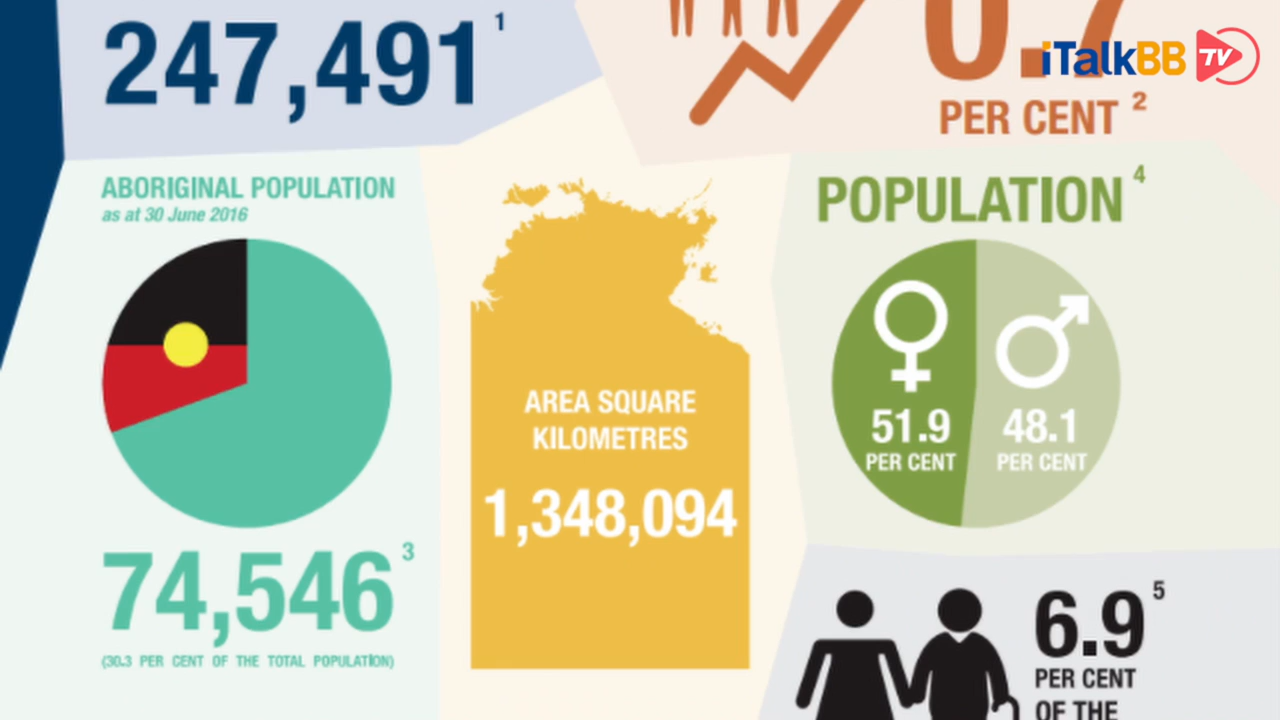 247,491 1
0.7
PER CENT 2
iTalkBB TV
ABORIGINAL POPULATION
as at 30 June 2016
74,546 3
(30.3 PER CENT OF THE TOTAL POPULATION)
AREA SQUARE
KILOMETRES
1,348,094
POPULATION 4
51.9
PER CENT
48.1
PER CENT
6.9 5
PER CENT
OF THE